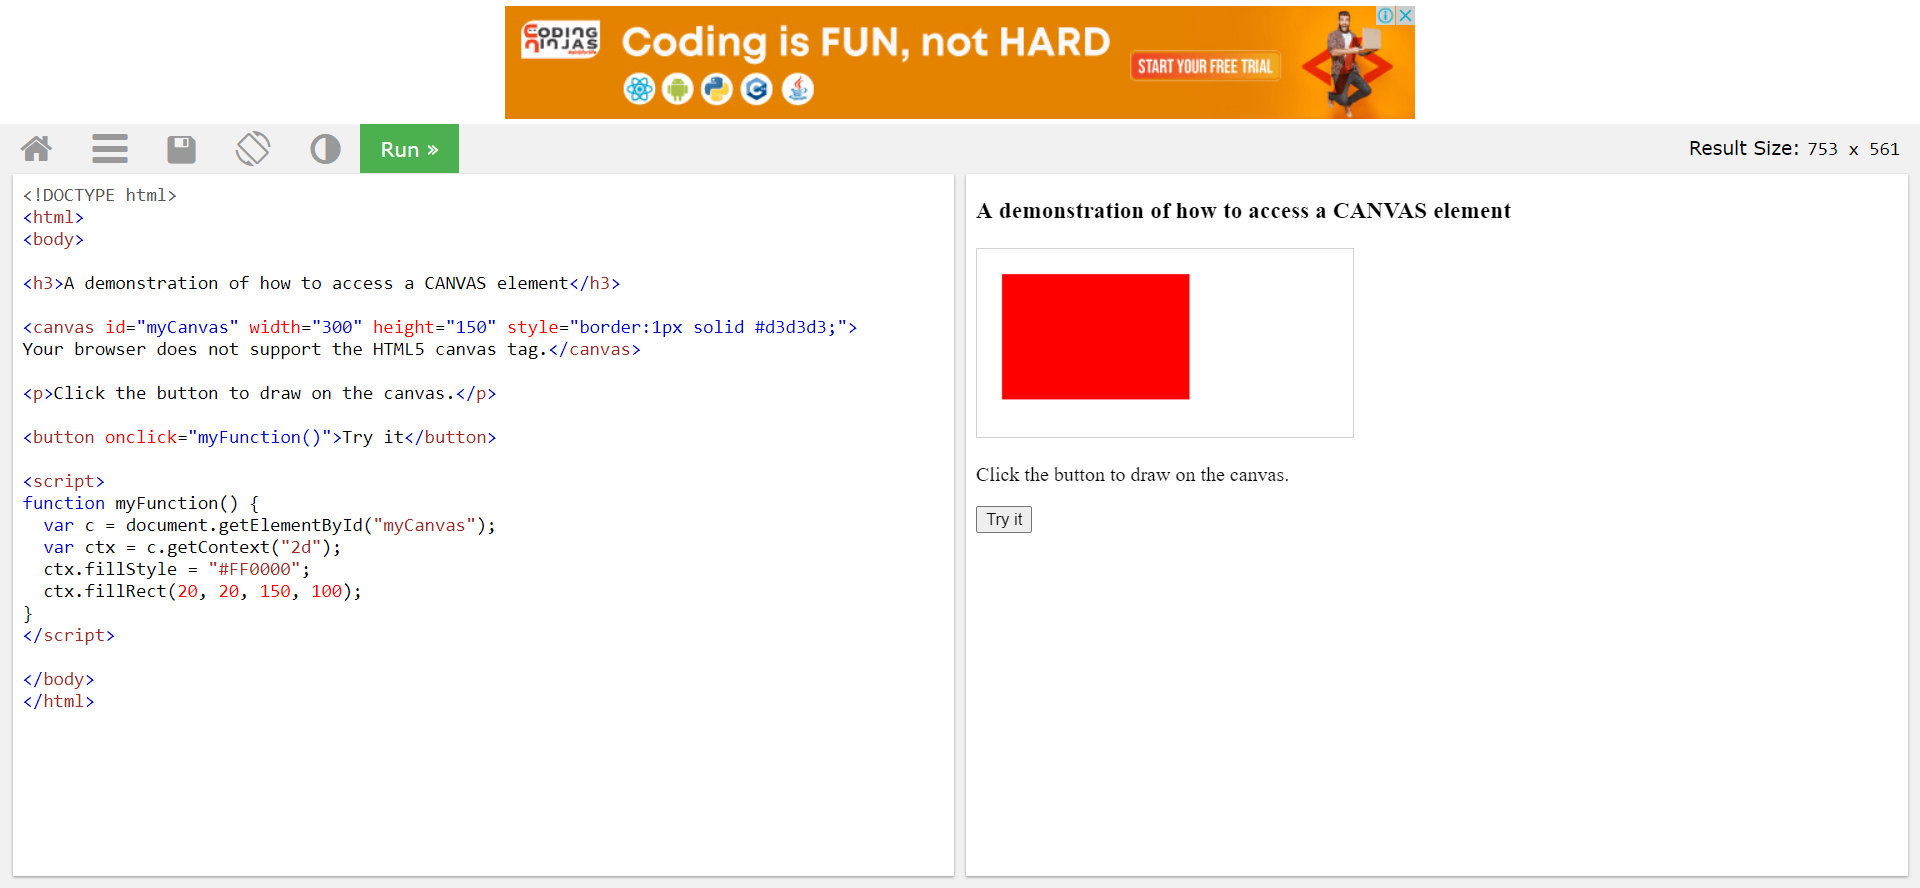 CODING
NINJAS
Coding is FUN, not HARD
START YOUR FREE TRIAL
Run »
Result Size: 753 x 561
<!DOCTYPE html>
<html>
<body>
<h3>A demonstration of how to access a CANVAS element</h3>
<canvas id="myCanvas" width="300" height="150" style="border:1px solid #d3d3d3;">
Your browser does not support the HTML5 canvas tag.</canvas>
<p>Click the button to draw on the canvas.</p>
<button onclick="myFunction()">Try it</button>
<script>
function myFunction() {
  var c = document.getElementById("myCanvas");
  var ctx = c.getContext("2d");
  ctx.fillStyle = "#FF0000";
  ctx.fillRect(20, 20, 150, 100);
}
</script>
</body>
</html>
A demonstration of how to access a CANVAS element
Click the button to draw on the canvas.
Try it